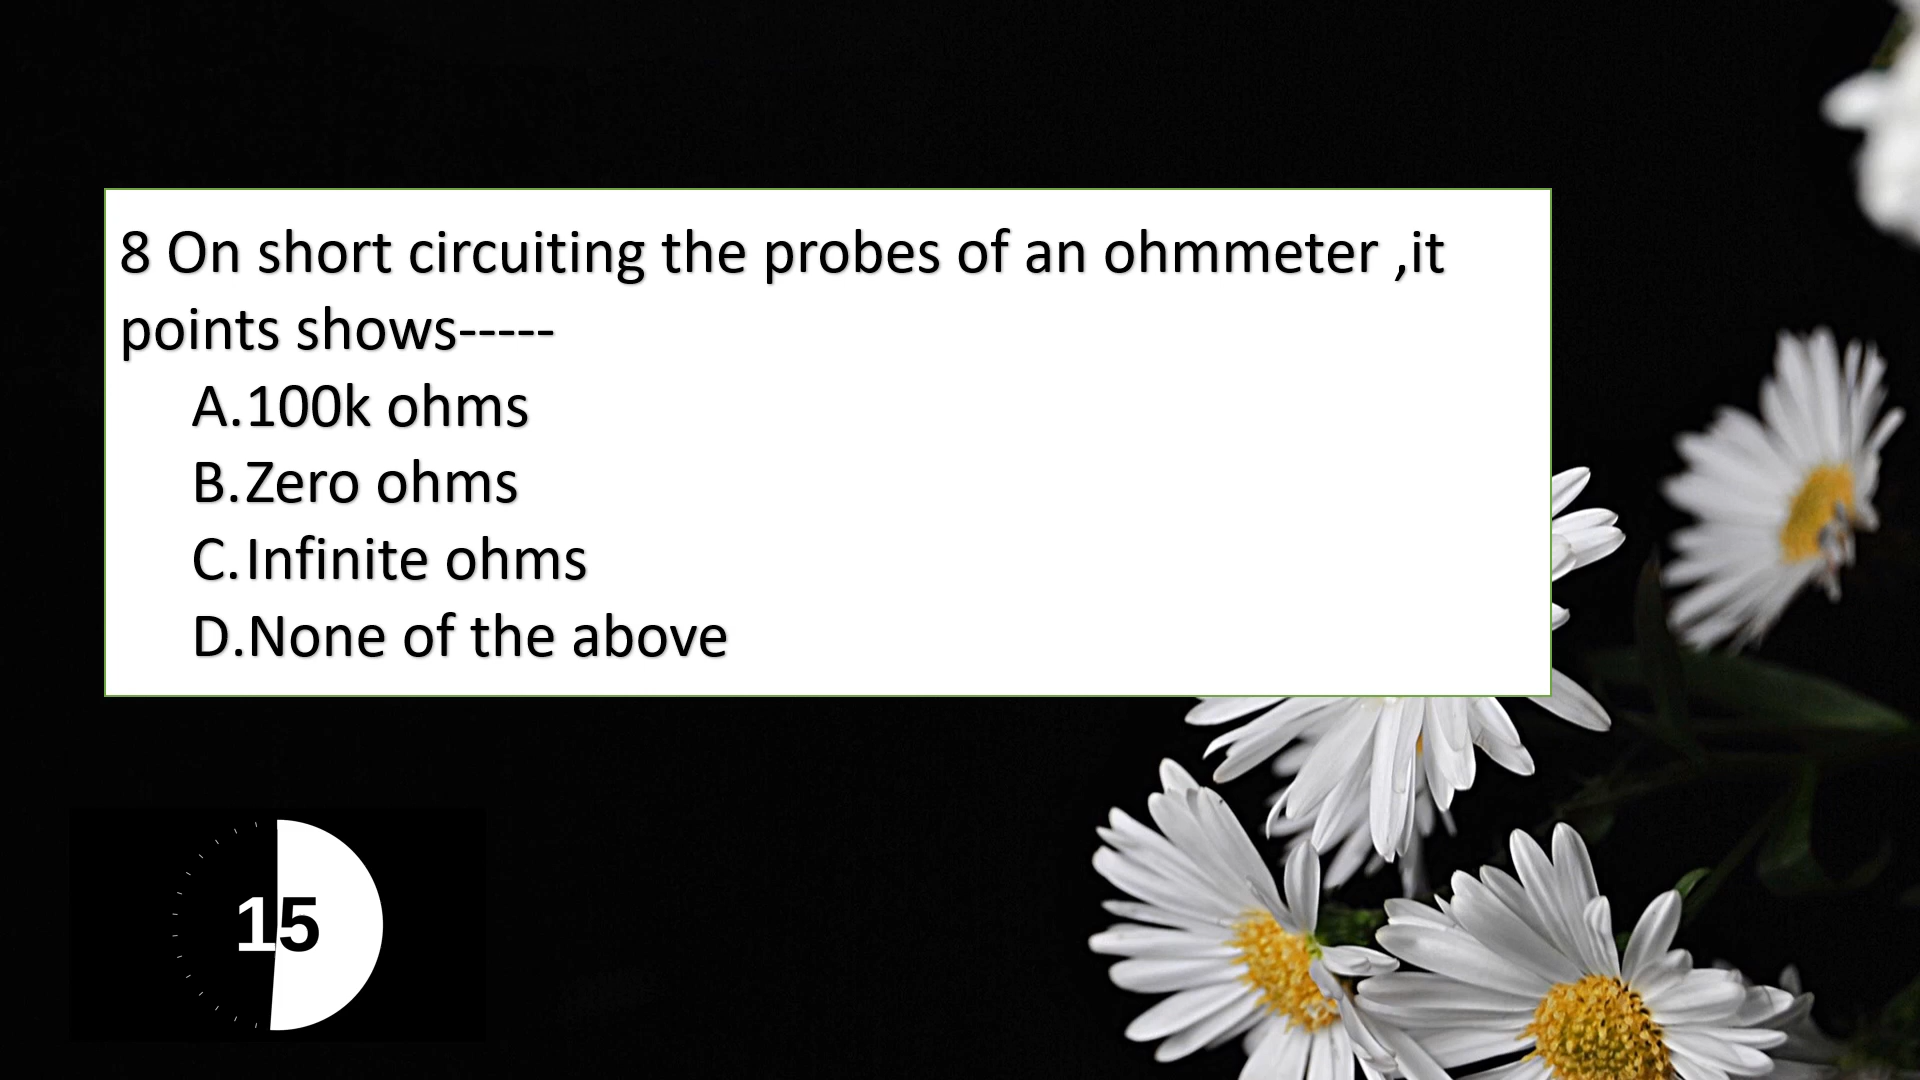 8 On short circuiting the probes of an ohmmeter ,it
points shows-----
A.100k ohms
B.Zero ohms
C.Infinite ohms
D.None of the above
15